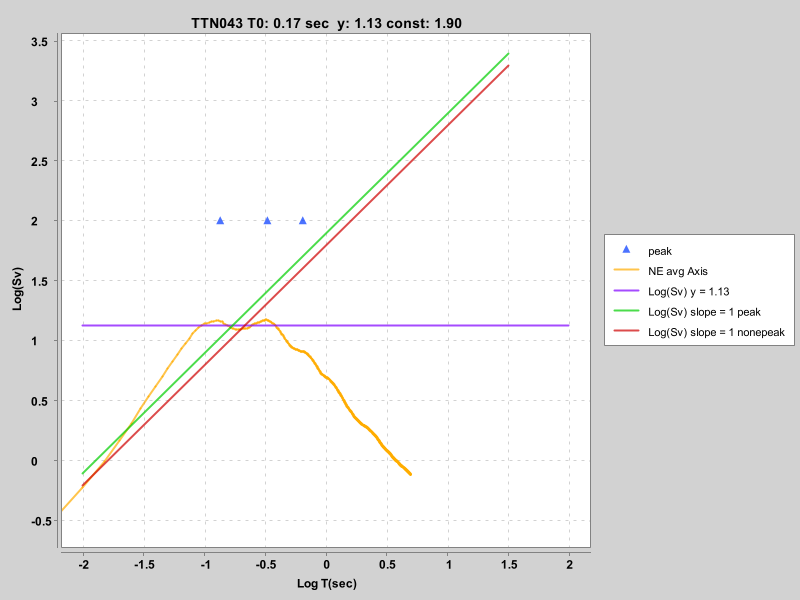 TTN043 T0: 0.17 sec  y: 1.13 const: 1.90
3.5
3
2.5
2
1.5
1
0.5
0
-0.5
Log(Sv)
-2
-1.5
-1
-0.5
0
0.5
1
1.5
2
Log T(sec)
peak
NE avg Axis
Log(Sv) y = 1.13
Log(Sv) slope = 1 peak
Log(Sv) slope = 1 nonepeak